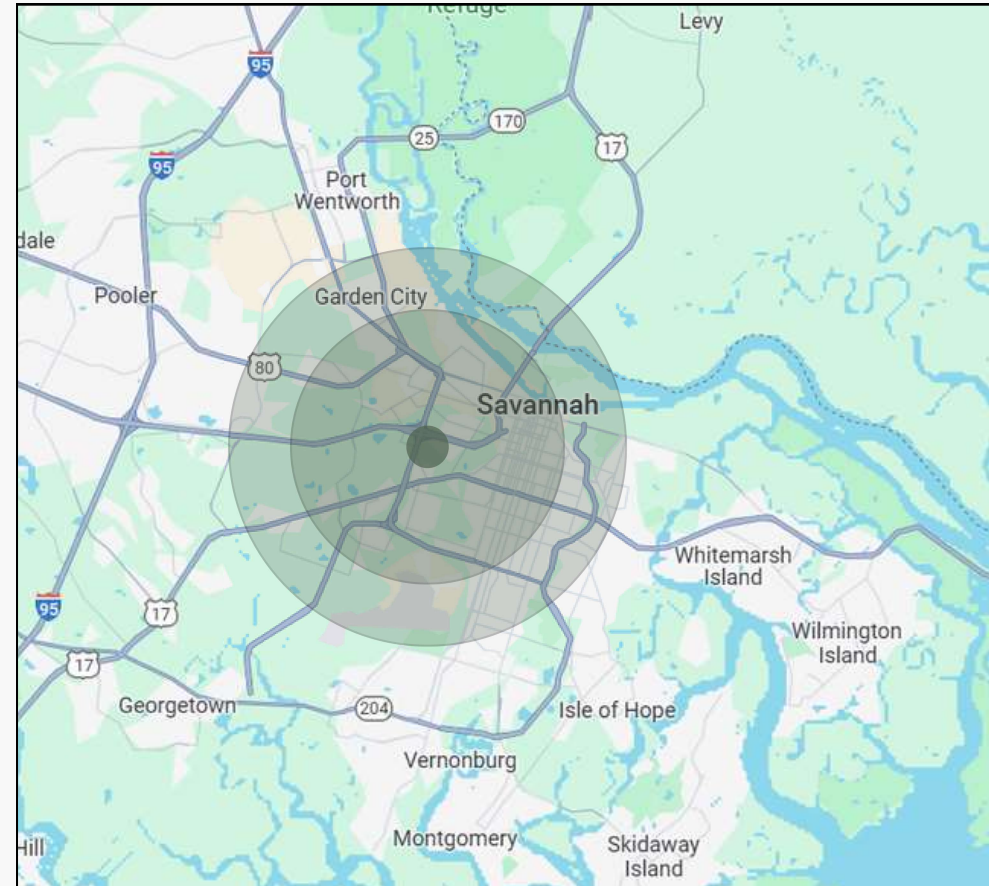 Refuge
Levy
95
170
25
17
95
Port
Wentworth
dale
Pooler
Garden City
80
Savannah
Whitemarsh
Island
95
17
Wilmington
Island
17
Georgetown
204
Isle of Hope
Vernonburg
Montgomery
Skidaway
Island
Hill